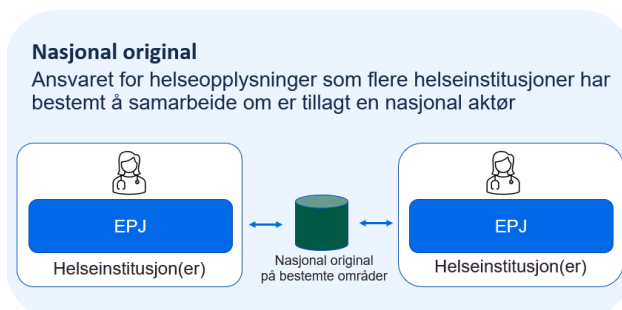 Nasjonal original
Ansvaret for helseopplysninger som flere helseinstitusjoner har
bestemt å samarbeide om er tillagt en nasjonal aktør
EPJ
Helseinstitusjon(er)
Nasjonal original
på bestemte områder
EPJ
Helseinstitusjon(er)